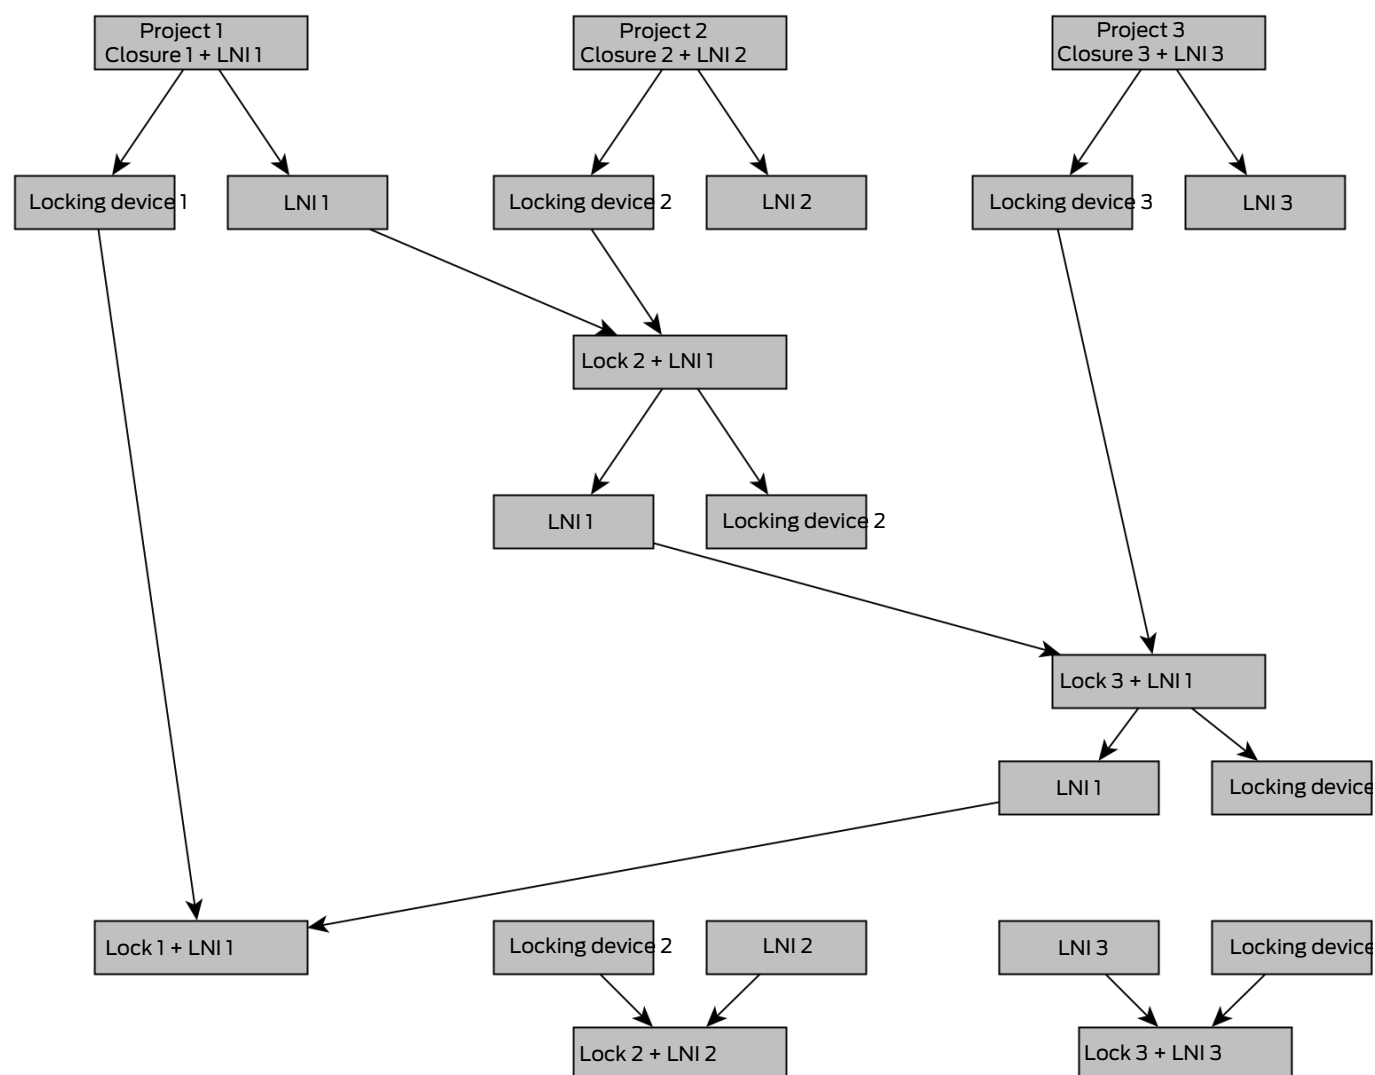 Project 1
Closure 1 + LNI 1
Project 2
Closure 2 + LNI 2
Project 3
Closure 3 + LNI 3
Locking device 1
LNI 1
Locking device 2
LNI 2
Locking device 3
LNI 3
Lock 2 + LNI 1
LNI 1
Locking device 2
Lock 3 + LNI 1
LNI 1
Locking device
Lock 1 + LNI 1
Locking device 2
LNI 2
LNI 3
Locking device
Lock 2 + LNI 2
Lock 3 + LNI 3